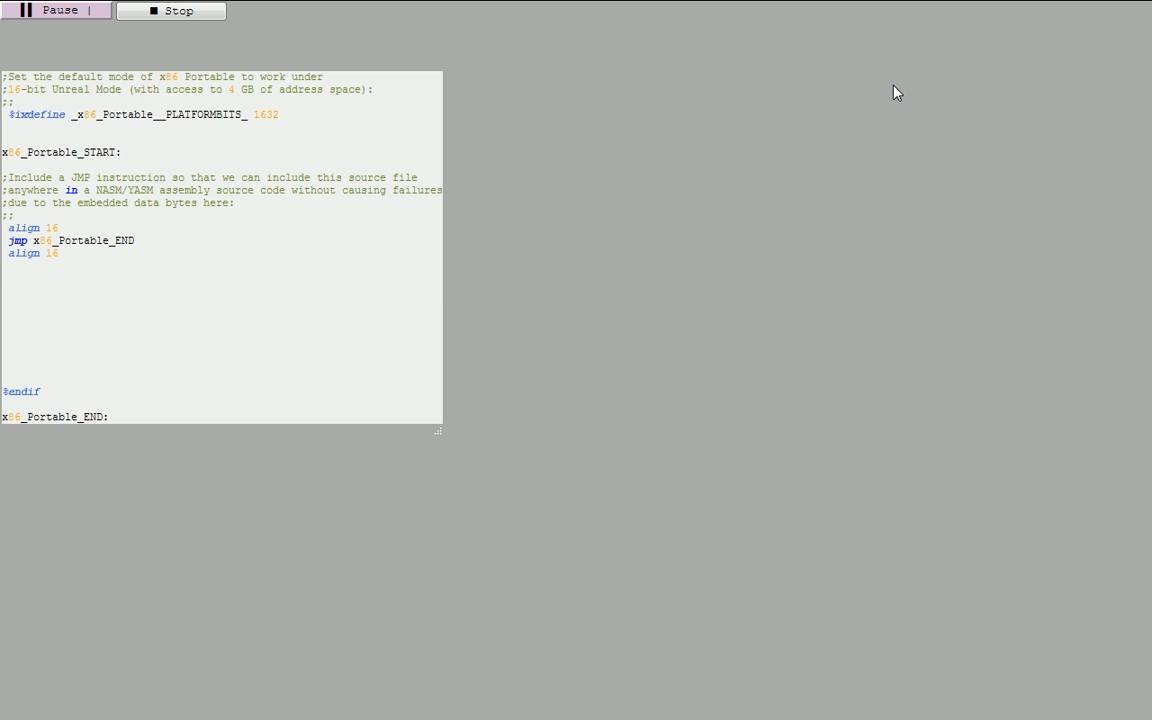 Pause |
Stop
;Set the default mode of x86 Portable to work under
;16-bit Unreal Mode (with access to 4 GB of address space):
;;
%ixdefine _x86_Portable__PLATFORMBITS_ 1632
x86_Portable_START:
;Include a JMP instruction so that we can include this source file
;anywhere in a NASM/YASM assembly source code without causing failures
;due to the embedded data bytes here:
;;
align 16
jmp x86_Portable_END
align 16
%endif
x86_Portable_END: